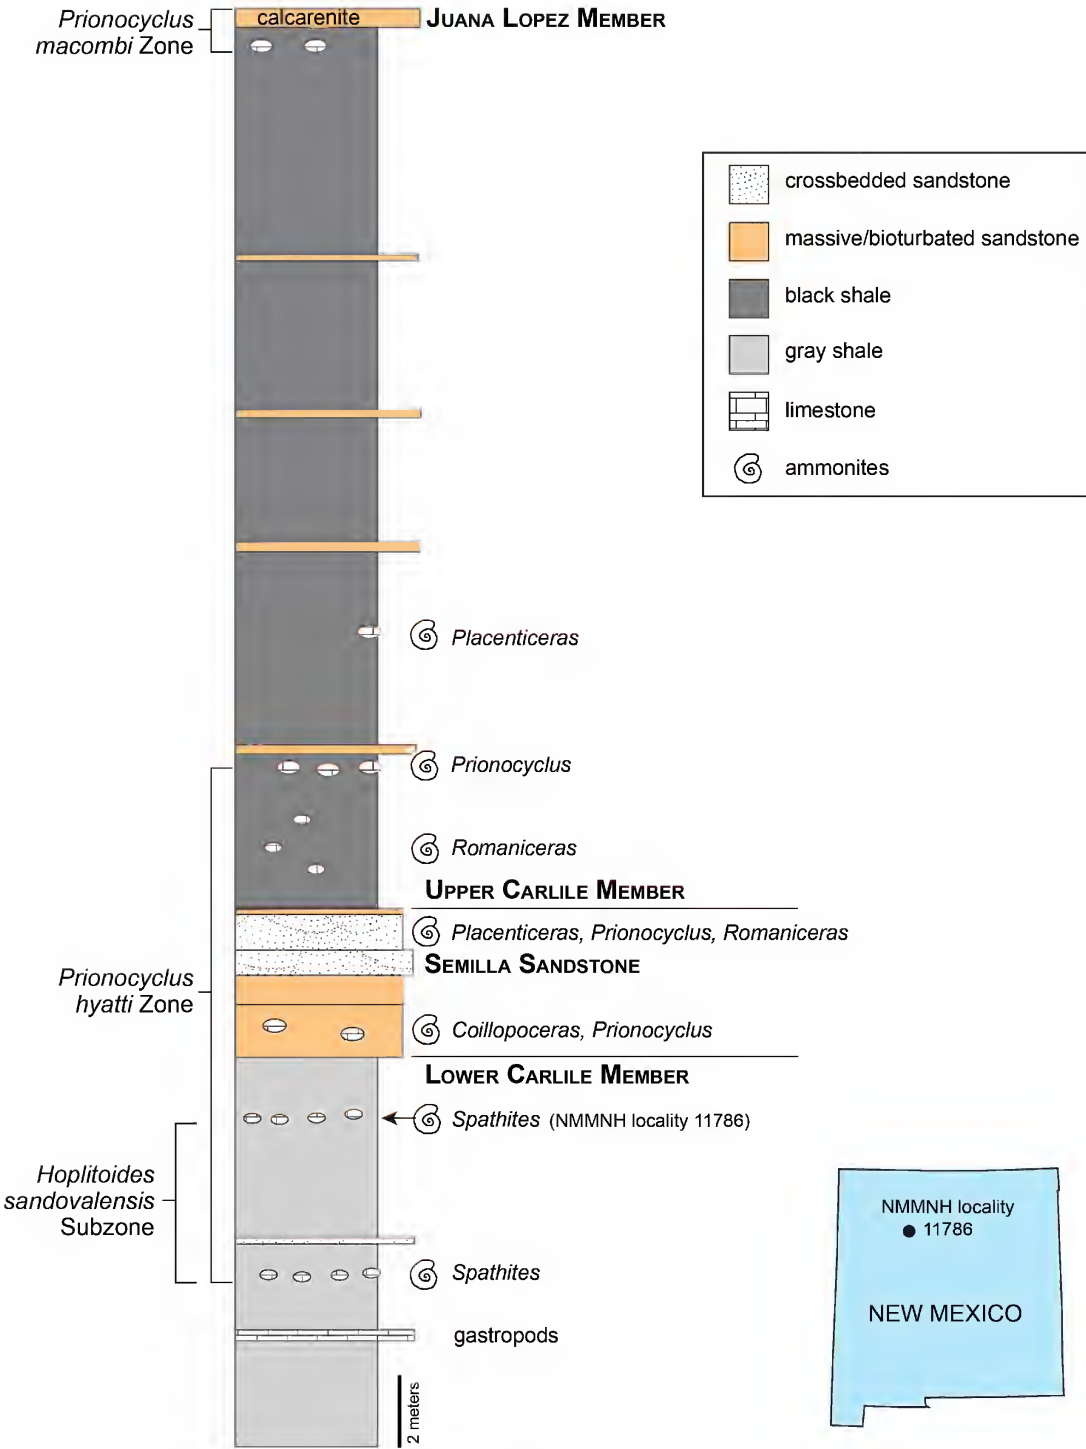 Prionocyclus
macombi Zone
calcarenite
JUANA LOPEZ MEMBER
crossbedded sandstone
massive/bioturbated sandstone
black shale
gray shale
limestone
ammonites
Placenticeras
Prionocyclus
Romaniceras
UPPER CARLILE MEMBER
Placenticeras, Prionocyclus, Romaniceras
SEMILLA SANDSTONE
Prionocyclus
hyatti Zone
Coillopoceras, Prionocyclus
LOWER CARLILE MEMBER
Spathites (NMMNH locality 11786)
Hoplitoides
sandovalensis
Subzone
Spathites
gastropods
2 meters
NMMNH locality
11786
NEW MEXICO